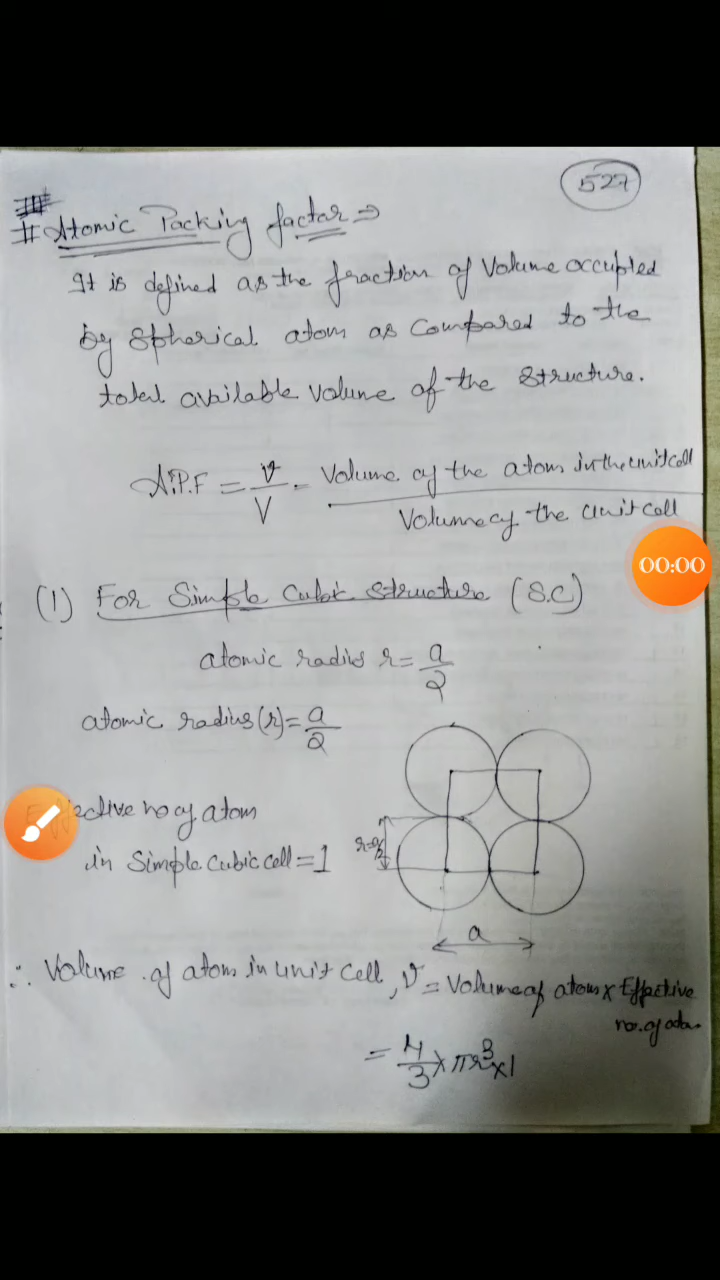 527
# Atomic Packing factor ⇒
It is defined as the fraction of Volume occupied
by Spherical atom as Compared to the
total available Volume of the Structure.
A.P.F = v/V = Volume of the atom in the unit cell / Volume of the unit cell
00:00
(1) For Simple Cubic Structure (S.C)
atomic radius r = a/2
atomic radius (r) = a/2
Effective no of atom
in Simple Cubic Cell = 1
r=a/2
a
∴ Volume of atom in unit Cell, v = Volume of atom x Effective
no. of atom
= 4/3 x πr³ x 1